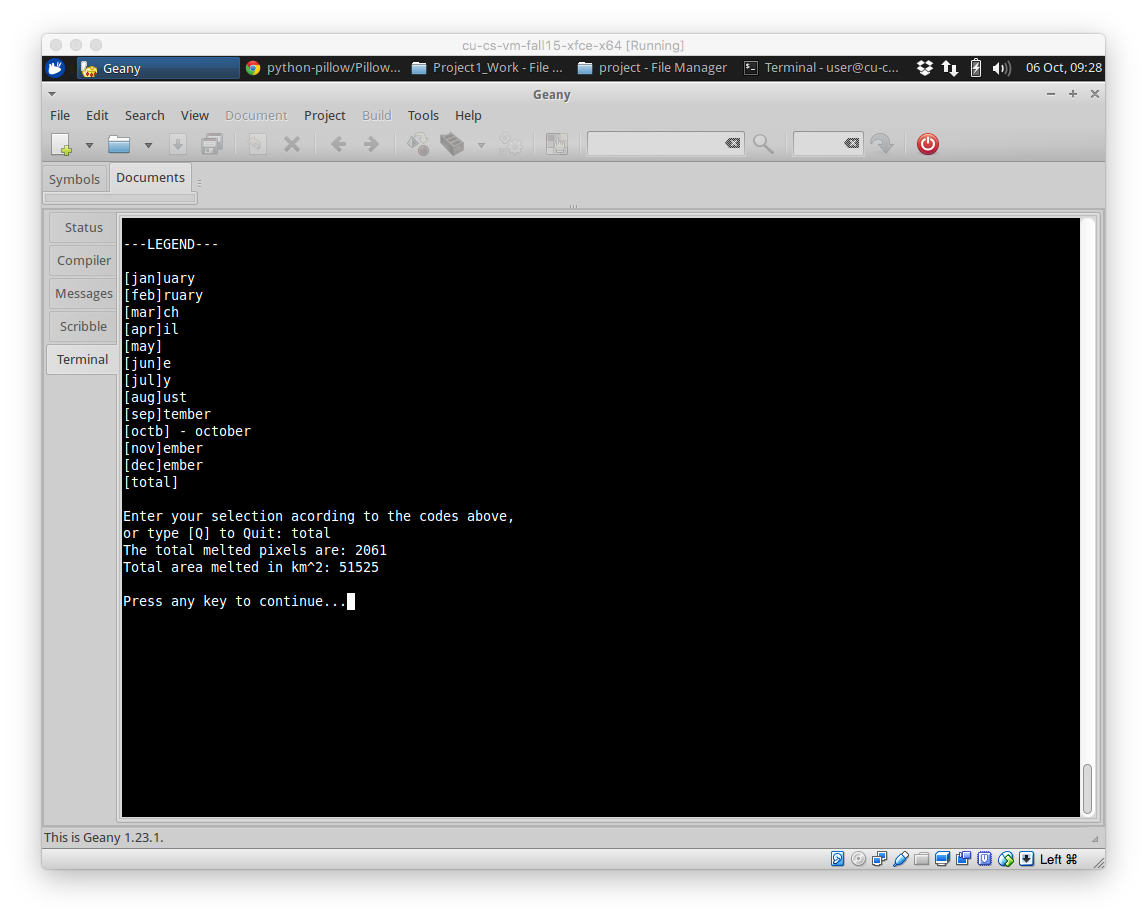 cu-cs-vm-fall15-xfce-x64 [Running]
Geany
python-pillow/Pillow...
Project1_Work - File ...
project - File Manager
Terminal - user@cu-c...
06 Oct, 09:28
Geany
File Edit Search View Document Project Build Tools Help
Symbols Documents
Status
Compiler
Messages
Scribble
Terminal
---LEGEND---
[jan]uary
[feb]ruary
[mar]ch
[apr]il
[may]
[jun]e
[jul]y
[aug]ust
[sep]tember
[octb] - october
[nov]ember
[dec]ember
[total]
Enter your selection acording to the codes above,
or type [Q] to Quit: total
The total melted pixels are: 2061
Total area melted in km^2: 51525
Press any key to continue...
This is Geany 1.23.1.
Left ⌘